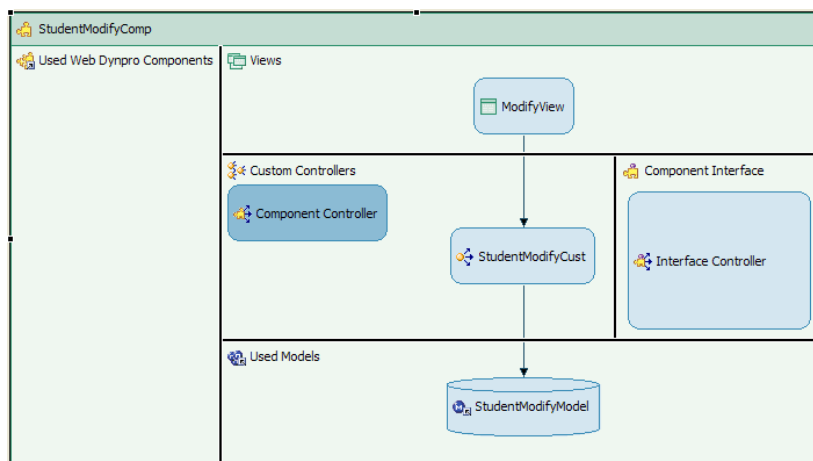 StudentModifyComp
Used Web Dynpro Components
Views
ModifyView
Custom Controllers
Component Interface
Component Controller
StudentModifyCust
Interface Controller
Used Models
StudentModifyModel